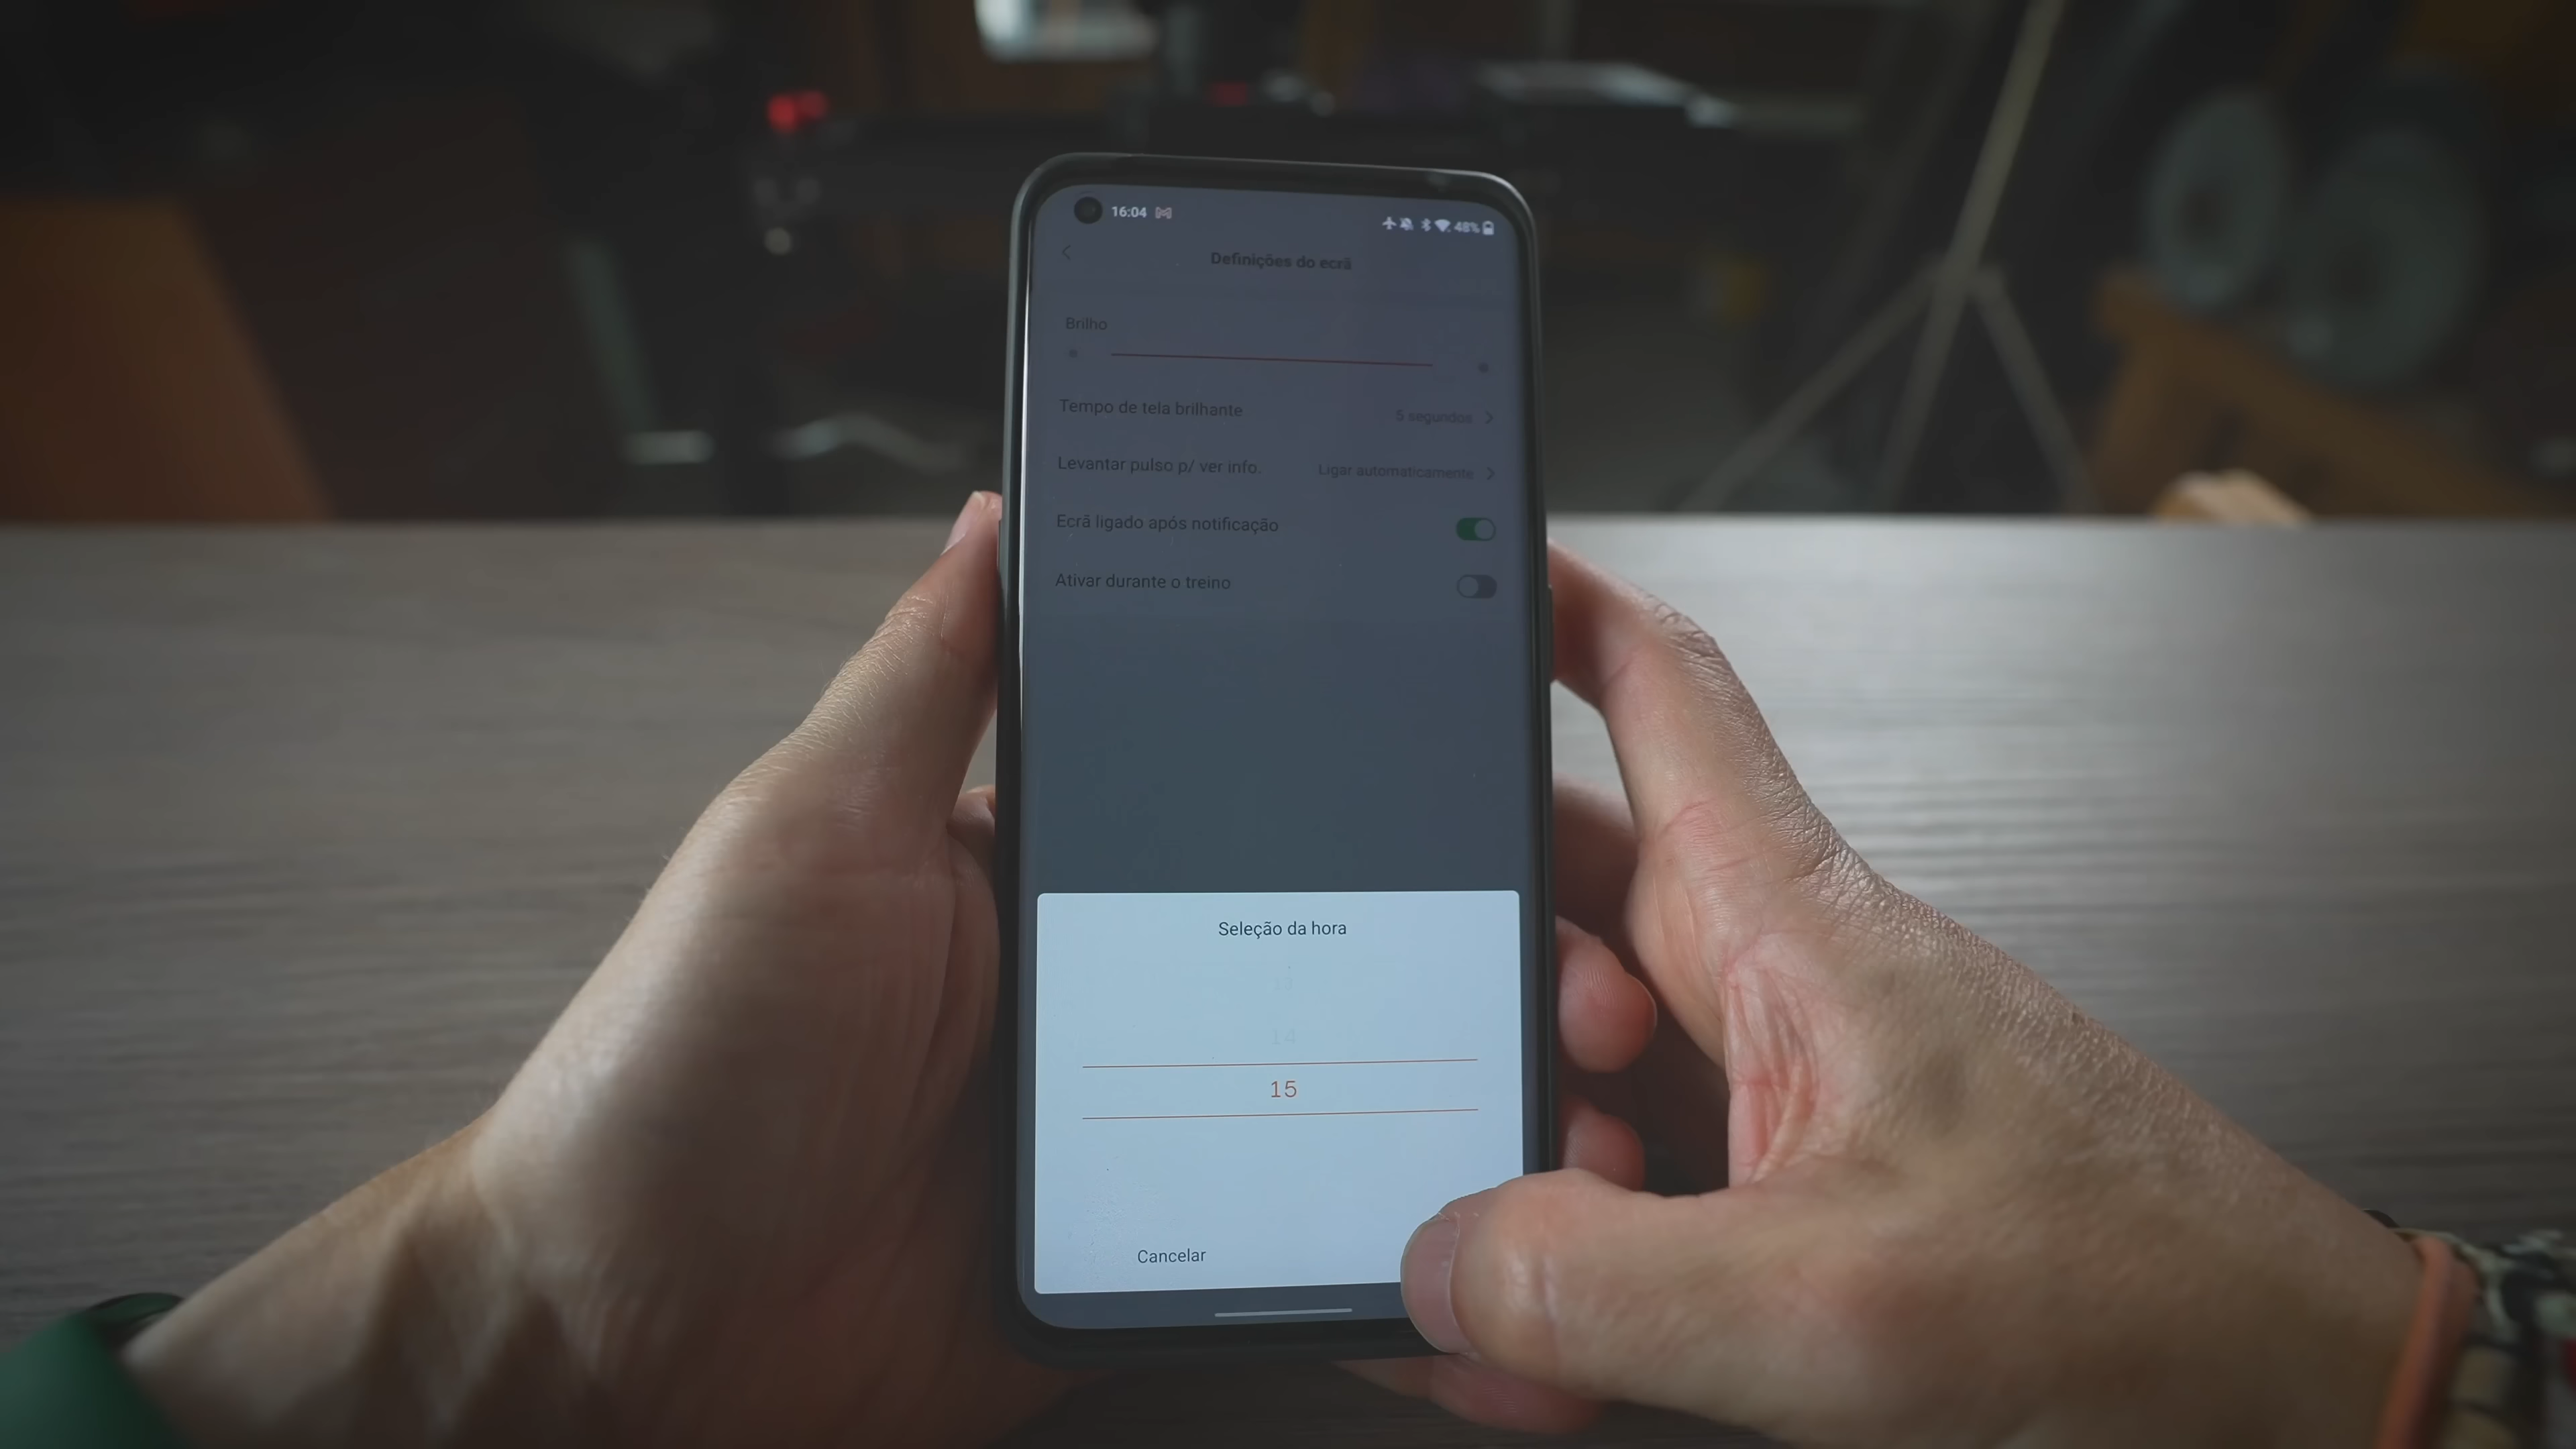 16:04 48%
Definições do ecrã
Brilho
Tempo de tela brilhante 5 segundos
Levantar pulso p/ ver info. Ligar automaticamente
Ecrã ligado após notificação
Ativar durante o treino
Seleção da hora
14
15
Cancelar